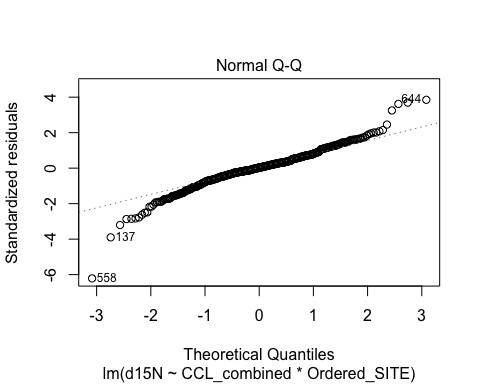 Normal Q-Q
Standardized residuals
4
2
0
-2
-4
-6
644
137
558
-3 -2 -1 0 1 2 3
Theoretical Quantiles
lm(d15N ~ CCL_combined * Ordered_SITE)